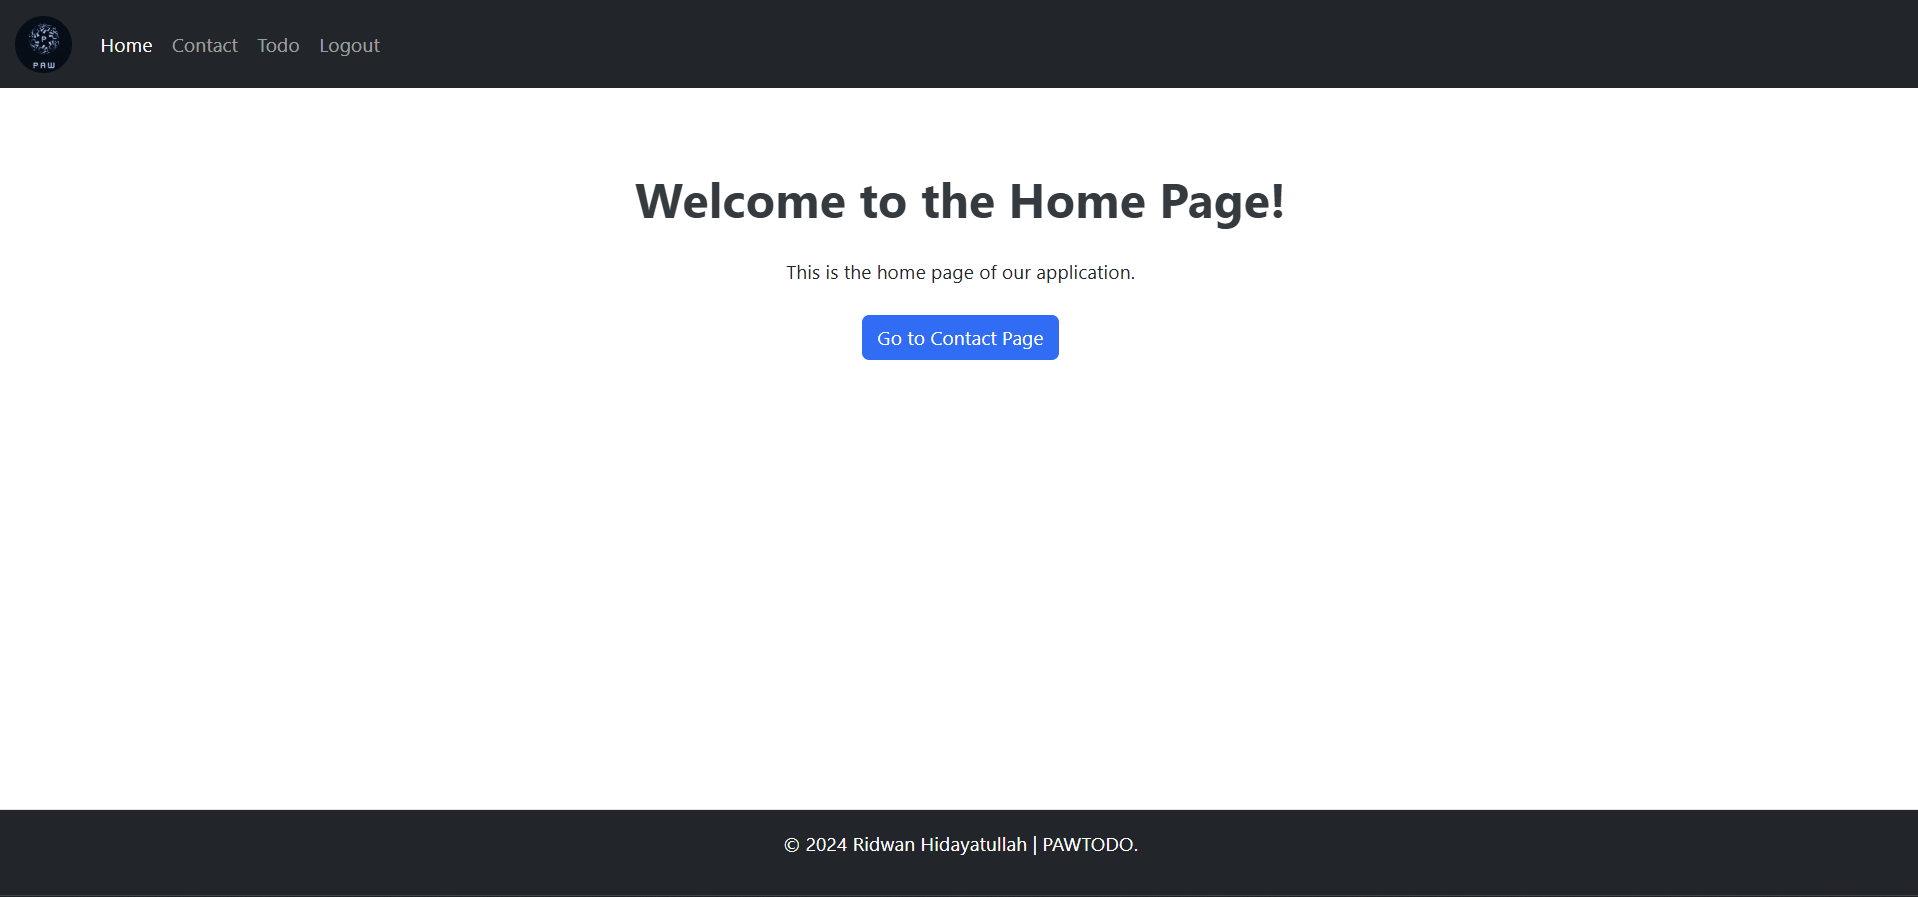 PAW
Home Contact Todo Logout
Welcome to the Home Page!
This is the home page of our application.
Go to Contact Page
© 2024 Ridwan Hidayatullah | PAWTODO.